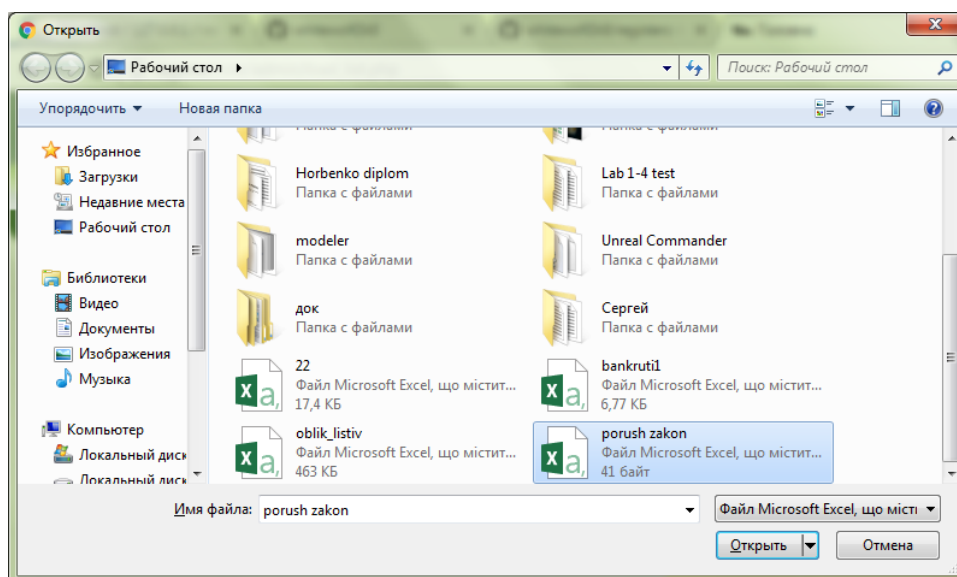 Открыть
Рабочий стол
Поиск: Рабочий стол
Упорядочить
Новая папка
Избранное
Загрузки
Недавние места
Рабочий стол
Библиотеки
Видео
Документы
Изображения
Музыка
Компьютер
Локальный диск
Локальный диск
Папка с файлами
Папка с файлами
Horbenko diplom
Папка с файлами
Lab 1-4 test
Папка с файлами
modeler
Папка с файлами
Unreal Commander
Папка с файлами
док
Папка с файлами
Сергей
Папка с файлами
22
Файл Microsoft Excel, що містит...
17,4 КБ
bankruti1
Файл Microsoft Excel, що містит...
6,77 КБ
oblik_listiv
Файл Microsoft Excel, що містит...
463 КБ
porush zakon
Файл Microsoft Excel, що містит...
41 байт
Имя файла: porush zakon
Файл Microsoft Excel, що місті
Открыть
Отмена